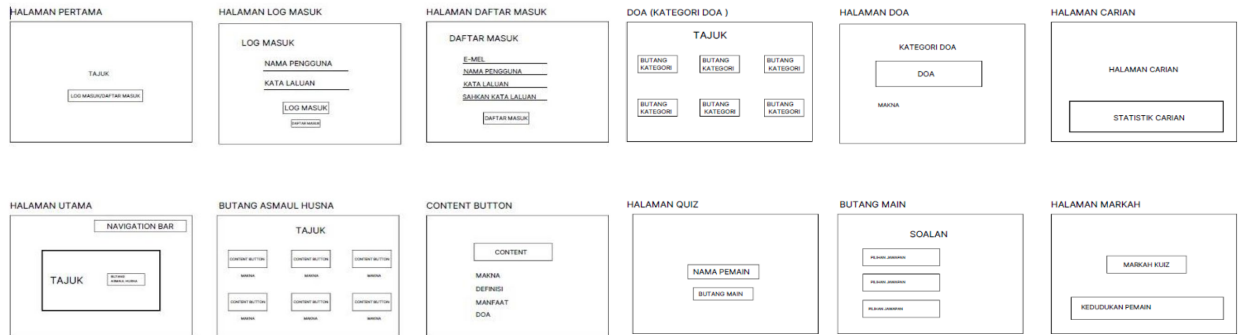 HALAMAN PERTAMA
TAJUK
LOG MASUK/DAFTAR MASUK
HALAMAN LOG MASUK
LOG MASUK
NAMA PENGGUNA
KATA LALUAN
LOG MASUK
DAFTAR MASUK
HALAMAN DAFTAR MASUK
DAFTAR MASUK
E-MEL
NAMA PENGGUNA
KATA LALUAN
SAHKAN KATA LALUAN
DAFTAR MASUK
DOA (KATEGORI DOA )
TAJUK
BUTANG
KATEGORI
BUTANG
KATEGORI
BUTANG
KATEGORI
BUTANG
KATEGORI
BUTANG
KATEGORI
BUTANG
KATEGORI
HALAMAN DOA
KATEGORI DOA
DOA
MAKNA
HALAMAN CARIAN
HALAMAN CARIAN
STATISTIK CARIAN
HALAMAN UTAMA
NAVIGATION BAR
TAJUK
BUTANG
ASMAUL HUSNA
BUTANG ASMAUL HUSNA
TAJUK
CONTENT BUTTON
CONTENT BUTTON
CONTENT BUTTON
MAKNA
MAKNA
MAKNA
CONTENT BUTTON
CONTENT BUTTON
CONTENT BUTTON
MAKNA
MAKNA
MAKNA
CONTENT BUTTON
CONTENT
MAKNA
DEFINISI
MANFAAT
DOA
HALAMAN QUIZ
NAMA PEMAIN
BUTANG MAIN
BUTANG MAIN
SOALAN
PILIHAN JAWAPAN
PILIHAN JAWAPAN
PILIHAN JAWAPAN
HALAMAN MARKAH
MARKAH KUIZ
KEDUDUKAN PEMAIN